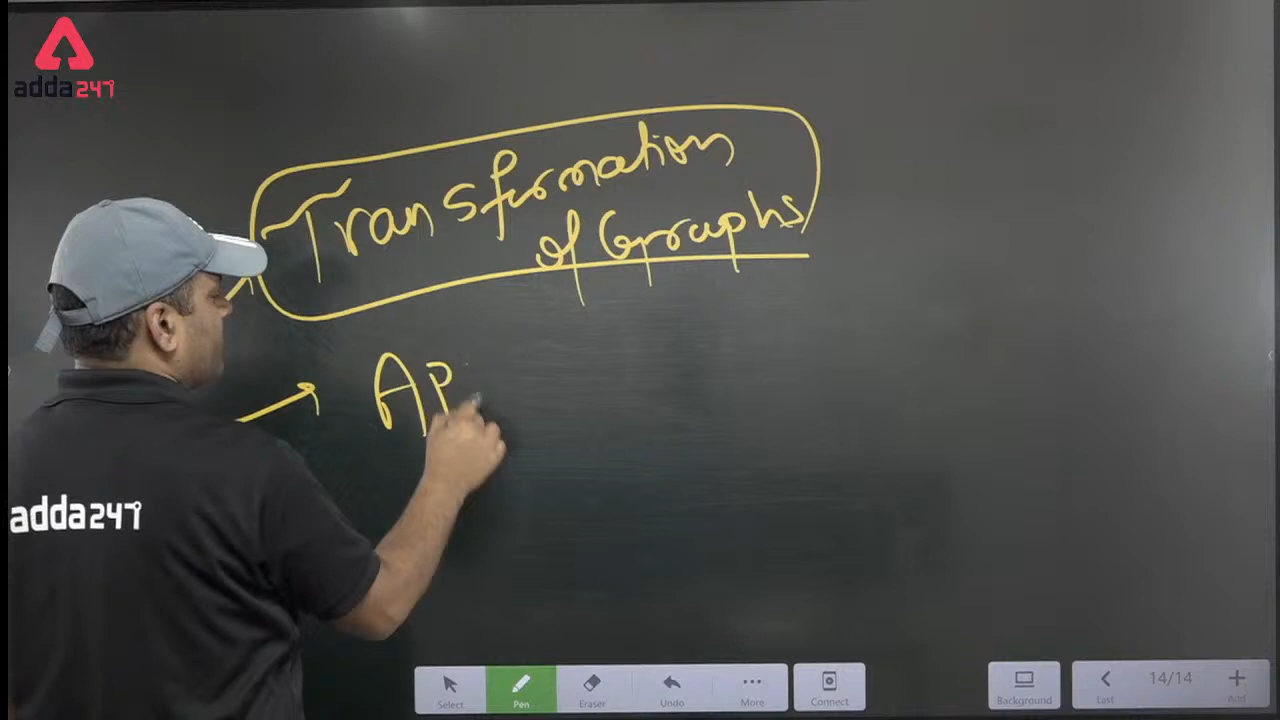 adda247
Transformation
of Graphs
AP
adda247
Select
Pen
Eraser
Undo
More
Connect
Background
Last
14/14
Add